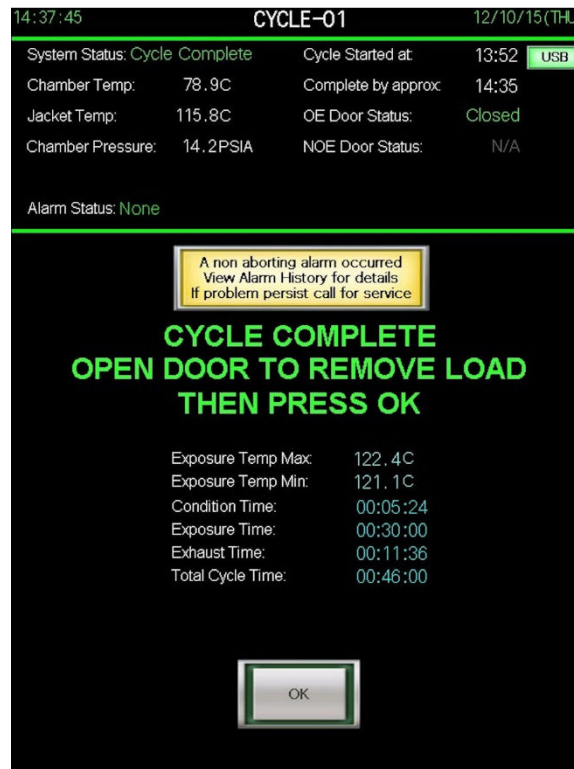 14:37:45 CYCLE-01 12/10/15(THU
System Status: Cycle Complete Cycle Started at: 13:52 USB
Chamber Temp: 78.9C Complete by approx: 14:35
Jacket Temp: 115.8C OE Door Status: Closed
Chamber Pressure: 14.2PSIA NOE Door Status: N/A
Alarm Status: None
A non aborting alarm occurred
View Alarm History for details
If problem persist call for service
CYCLE COMPLETE
OPEN DOOR TO REMOVE LOAD
THEN PRESS OK
Exposure Temp Max: 122.4C
Exposure Temp Min: 121.1C
Condition Time: 00:05:24
Exposure Time: 00:30:00
Exhaust Time: 00:11:36
Total Cycle Time: 00:46:00
OK